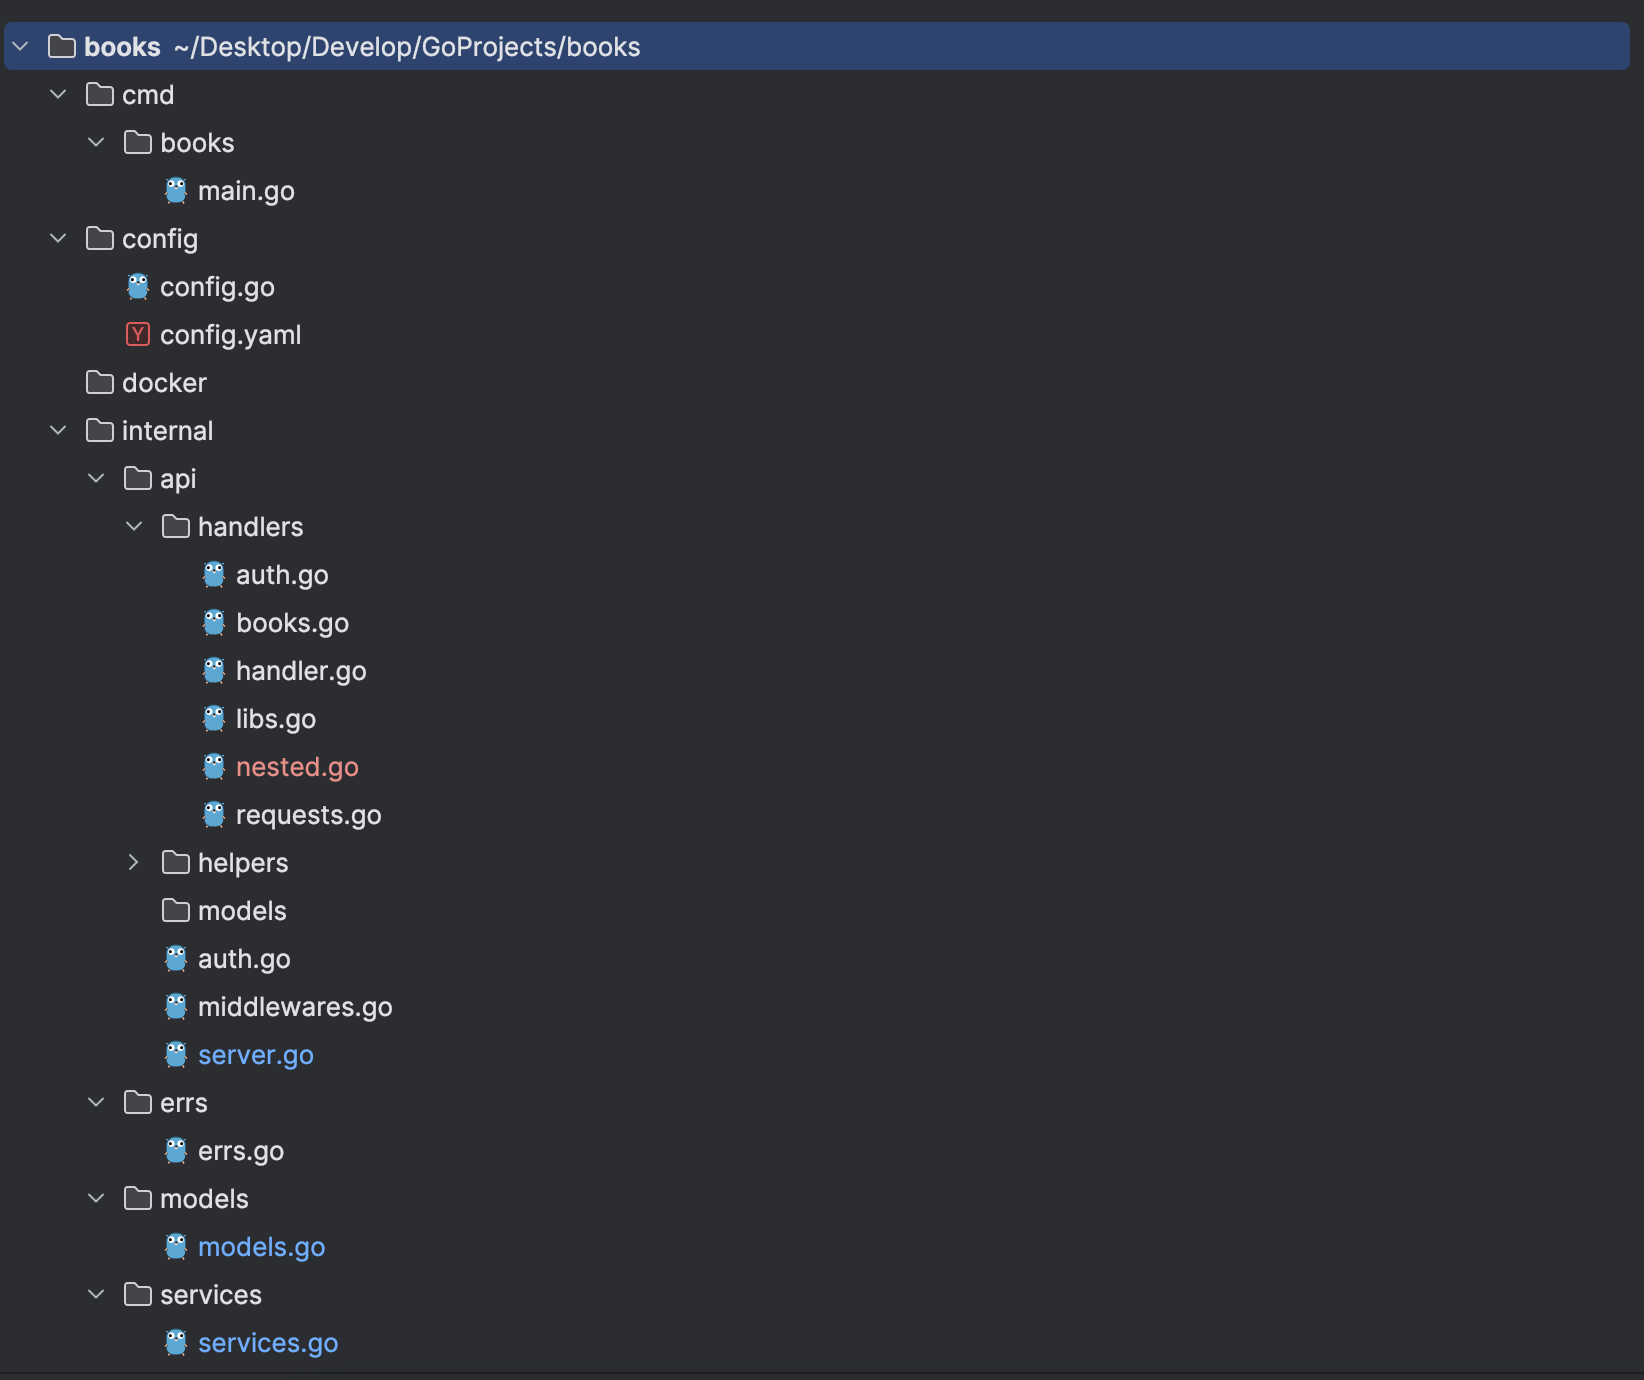 books ~/Desktop/Develop/GoProjects/books
cmd
books
main.go
config
config.go
Y config.yaml
docker
internal
api
handlers
auth.go
books.go
handler.go
libs.go
nested.go
requests.go
helpers
models
auth.go
middlewares.go
server.go
errs
errs.go
models
models.go
services
services.go